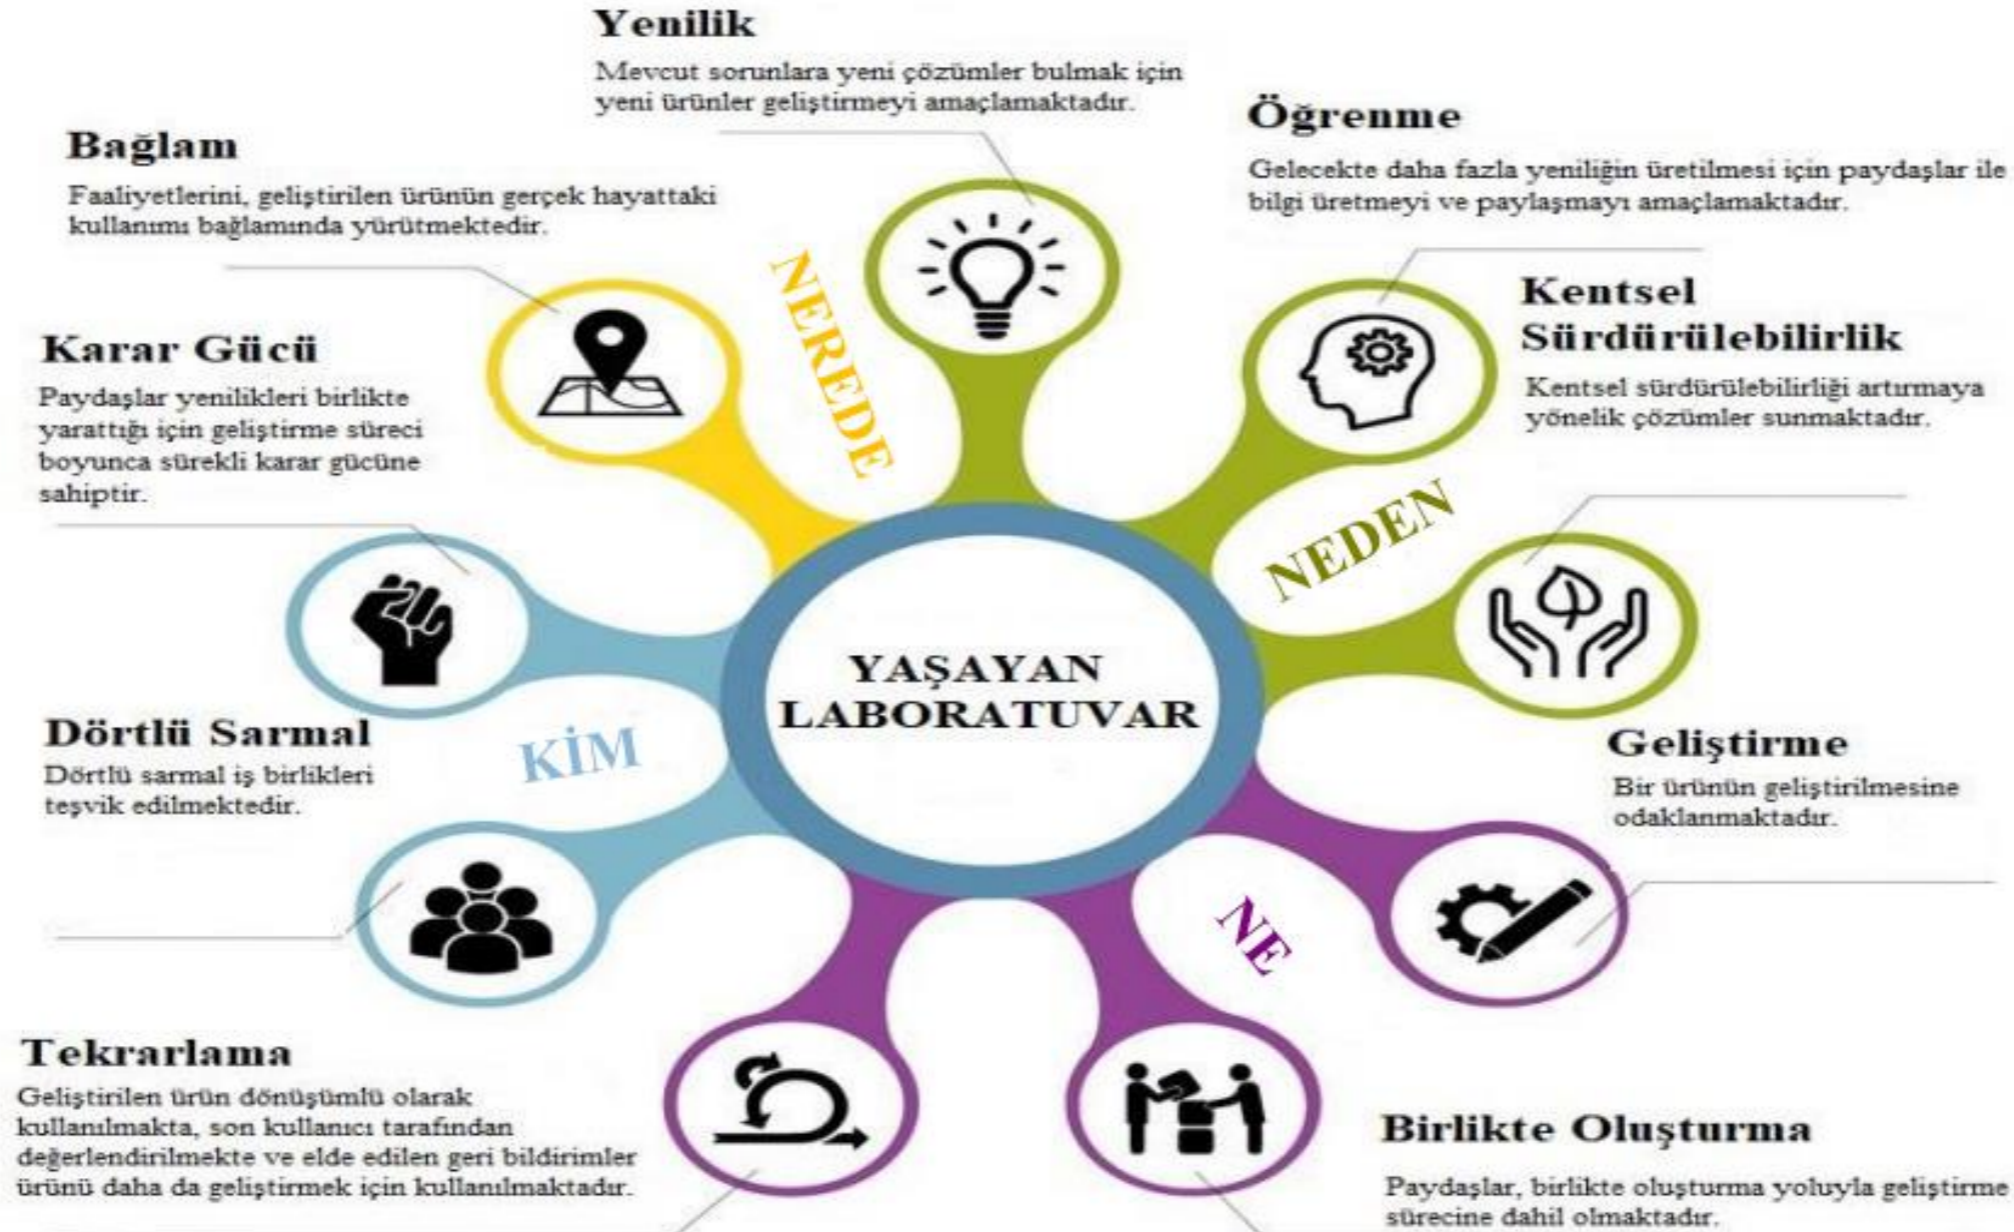 Yenilik
Mevcut sorunlara yeni çözümler bulmak için
yeni ürünler geliştirmeyi amaçlamaktadır.
Öğrenme
Gelecekte daha fazla yeniliğin üretilmesi için paydaşlar ile
bilgi üretmeyi ve paylaşmayı amaçlamaktadır.
Bağlam
Faaliyetlerini, geliştirilen ürünün gerçek hayattaki
kullanımı bağlamında yürütmektedir.
NEREDE
Kentsel
Sürdürülebilirlik
Kentsel sürdürülebilirliği artırmaya
yönelik çözümler sunmaktadır.
Karar Gücü
Paydaşlar yenilikleri birlikte
yarattığı için geliştirme süreci
boyunca sürekli karar gücüne
sahiptir.
NEDEN
YAŞAYAN
LABORATUVAR
Dörtlü Sarmal
Dörtlü sarmal iş birlikleri
teşvik edilmektedir.
KİM
Geliştirme
Bir ürünün geliştirilmesine
odaklanmaktadır.
NE
Tekrarlama
Geliştirilen ürün dönüşümlü olarak
kullanılmakta, son kullanıcı tarafından
değerlendirilmekte ve elde edilen geri bildirimler
ürünü daha da geliştirmek için kullanılmaktadır.
Birlikte Oluşturma
Paydaşlar, birlikte oluşturma yoluyla geliştirme
sürecine dahil olmaktadır.